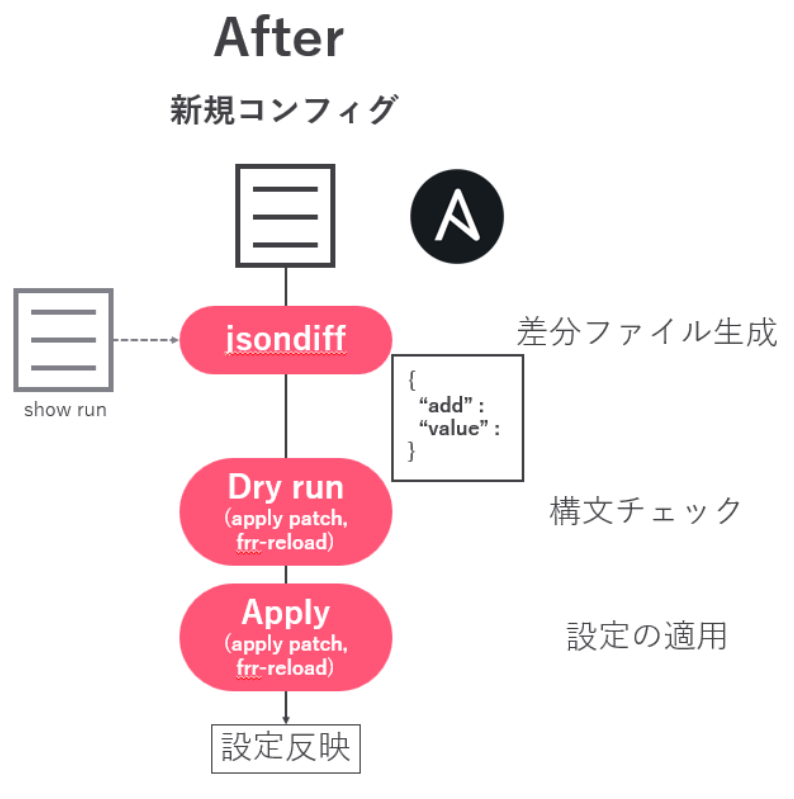 After
新規コンフィグ
jsondiff
差分ファイル生成
show run
{
“add” :
“value” :
}
Dry run
(apply patch,
frr-reload)
構文チェック
Apply
(apply patch,
frr-reload)
設定の適用
設定反映